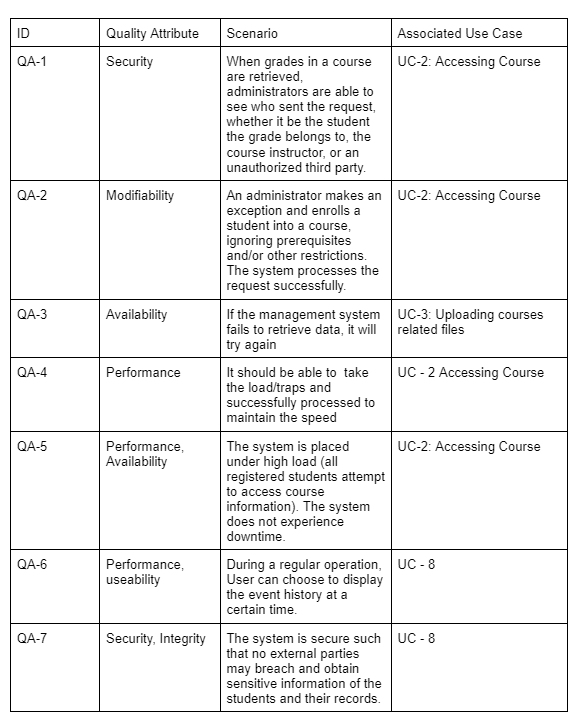 ID
Quality Attribute
Scenario
Associated Use Case
QA-1
Security
When grades in a course
are retrieved,
administrators are able to
see who sent the request,
whether it be the student
the grade belongs to, the
course instructor, or an
unauthorized third party.
UC-2: Accessing Course
QA-2
Modifiability
An administrator makes an
exception and enrolls a
student into a course,
ignoring prerequisites
and/or other restrictions.
The system processes the
request successfully.
UC-2: Accessing Course
QA-3
Availability
If the management system
fails to retrieve data, it will
try again
UC-3: Uploading courses
related files
QA-4
Performance
It should be able to  take
the load/traps and
successfully processed to
maintain the speed
UC - 2 Accessing Course
QA-5
Performance,
Availability
The system is placed
under high load (all
registered students attempt
to access course
information). The system
does not experience
downtime.
UC-2: Accessing Course
QA-6
Performance,
useability
During a regular operation,
User can choose to display
the event history at a
certain time.
UC - 8
QA-7
Security, Integrity
The system is secure such
that no external parties
may breach and obtain
sensitive information of the
students and their records.
UC - 8